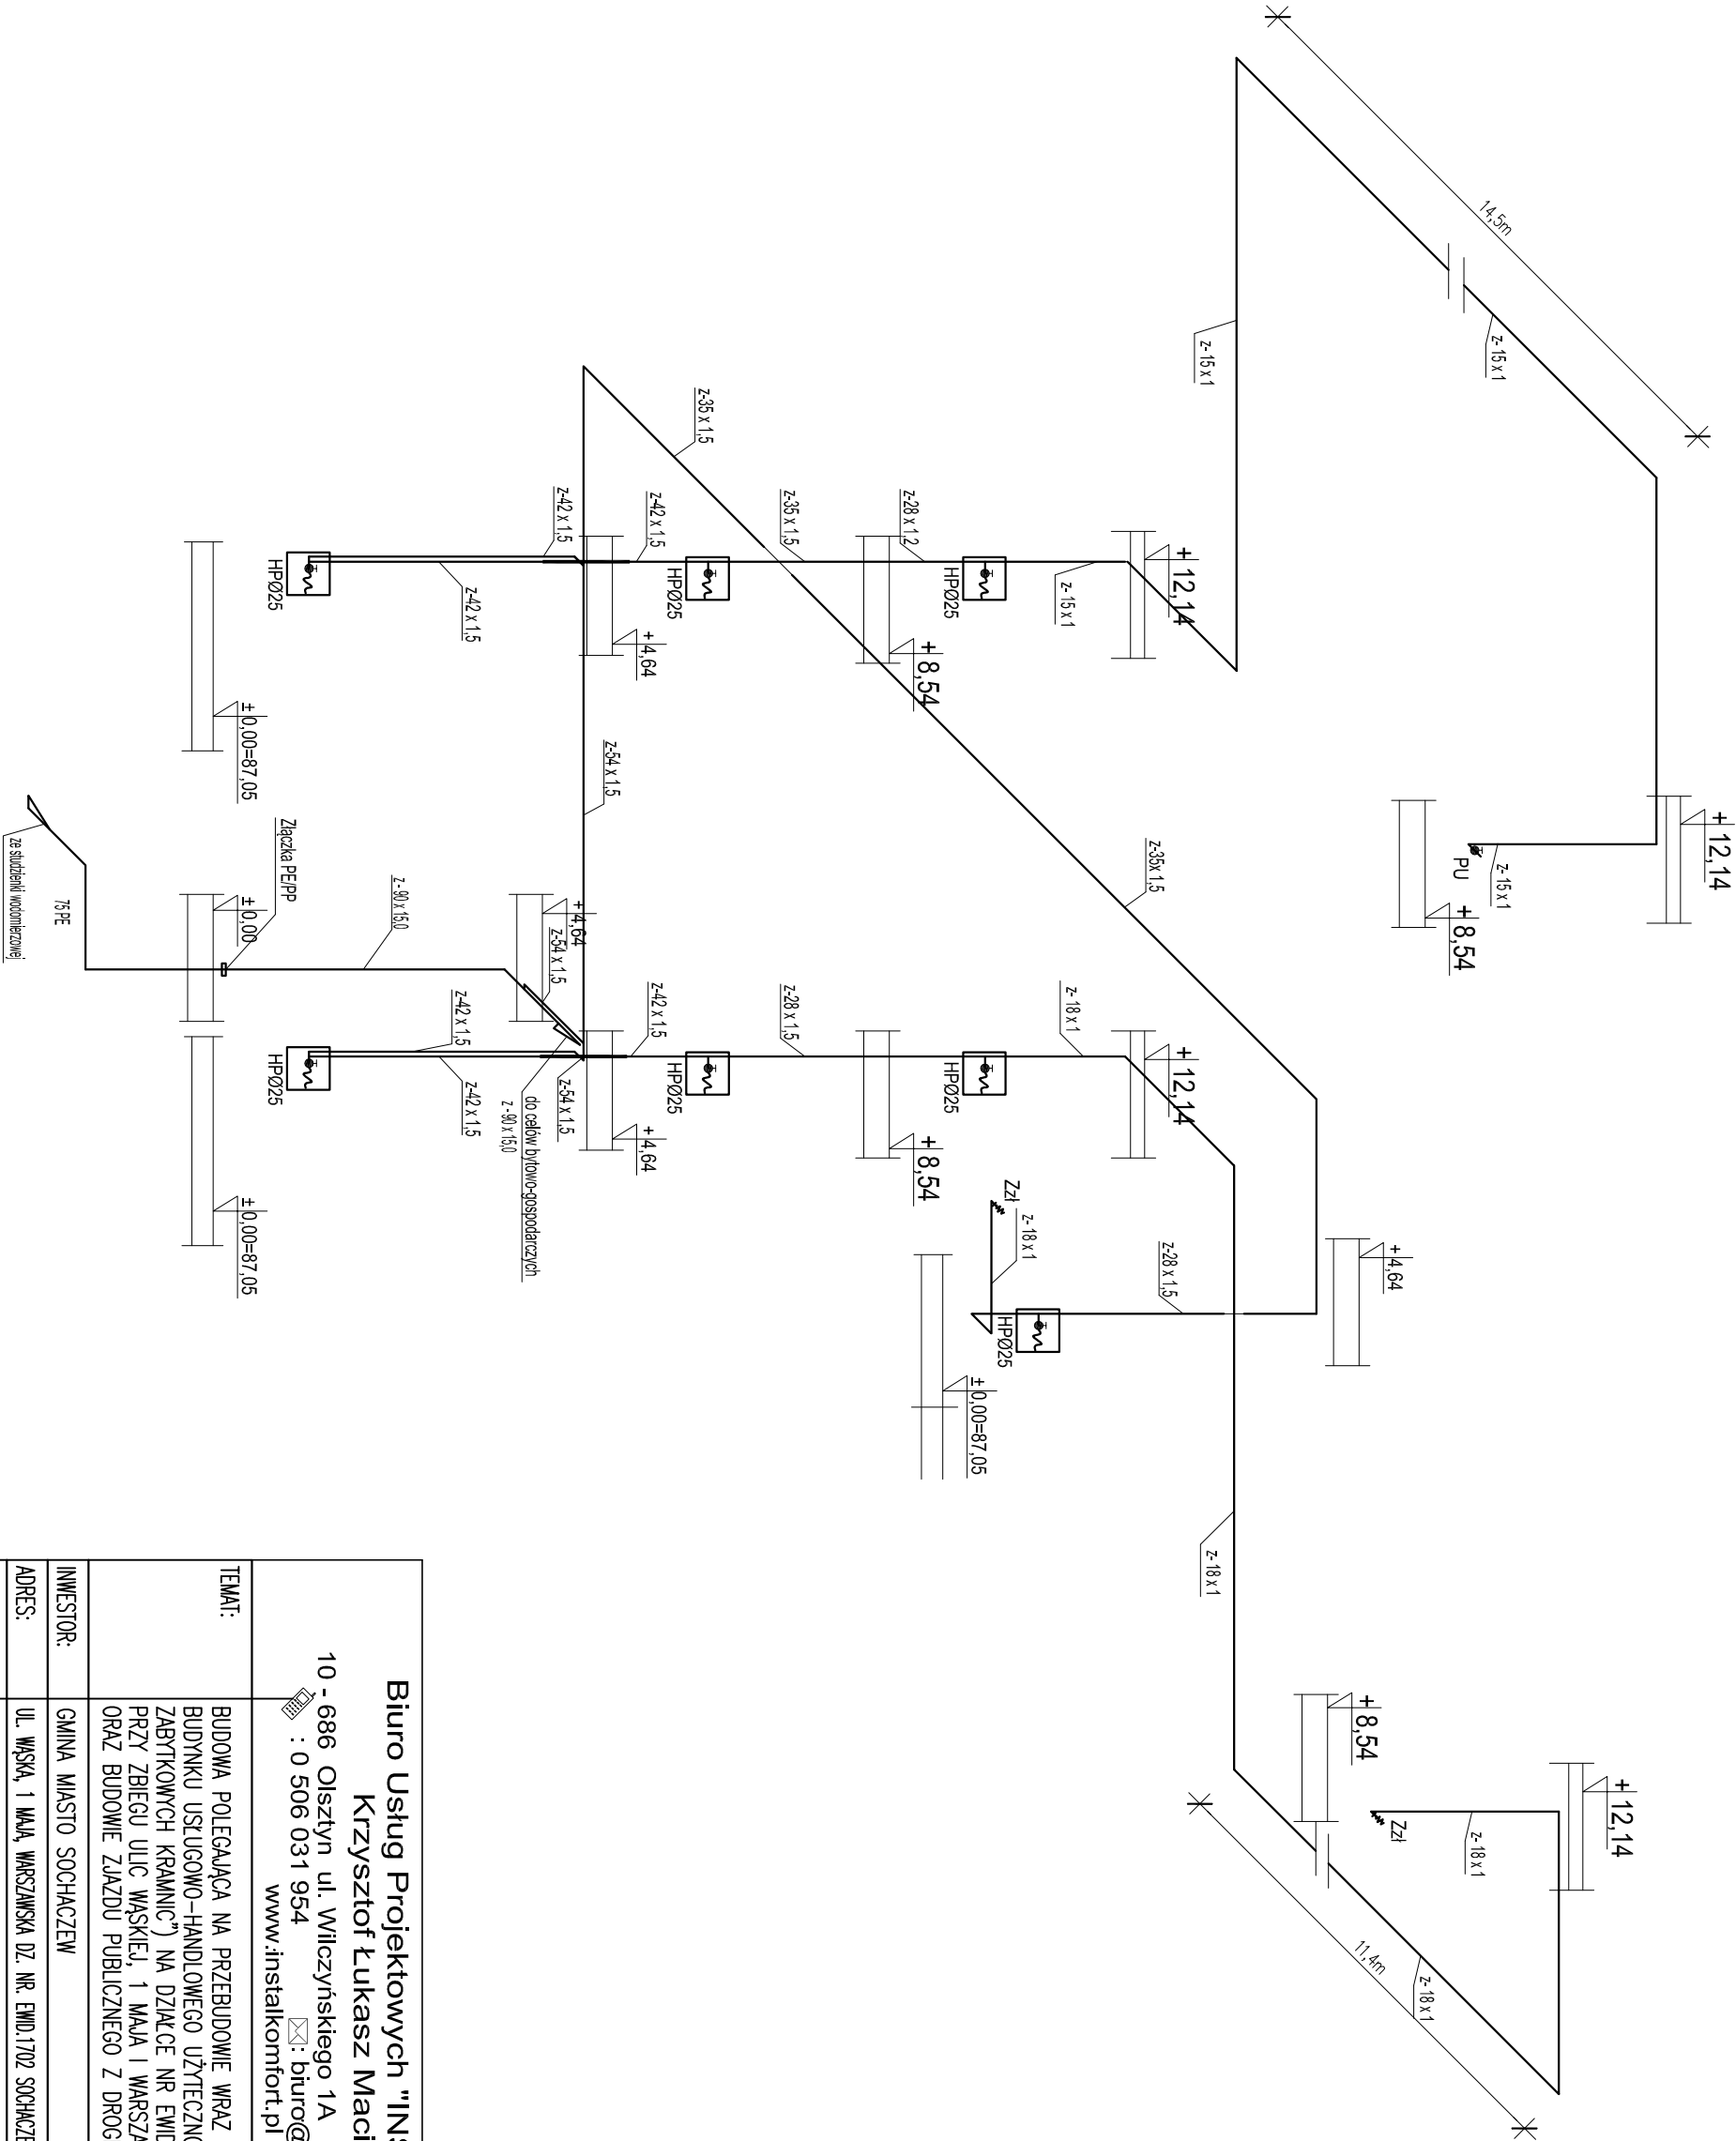 14,5m
z- 15 x 1
z- 15 x 1
+ 12,14
PU
z- 15 x 1
+ 8,54
z-35 x 1,5
z-42 x 1,5
z-42 x 1,5
z-35 x 1,5
z-28 x 1,2
+ 12,14
z- 15 x 1
HPØ25
HPØ25
HPØ25
z-42 x 1,5
+ 4,64
+ 8,54
± 0,00=87,05
z-54 x 1,5
z-35x 1,5
Złączka PE/PP
ze studzienki wodomierzowej
75 PE
± 0,00
z- 90 x 15,0
+ 4,64
z-54 x 1,5
z-42 x 1,5
z-42 x 1,5
z-28 x 1,5
z- 18 x 1
+ 12,14
HPØ25
HPØ25
HPØ25
z-42 x 1,5
z-54 x 1,5
do celów bytowo-gospodarczych
z - 90 x 15,0
+ 4,64
+ 8,54
± 0,00=87,05
Zzł
z- 18 x 1
z-28 x 1,5
HPØ25
+ 4,64
± 0,00=87,05
z- 18 x 1
+ 8,54
+ 12,14
Zzł
z- 18 x 1
11,4m
z- 18 x 1
Biuro Usług Projektowych "INS
Krzysztof Łukasz Maci
10 - 686 Olsztyn ul. Wilczyńskiego 1A
: 0 506 031 954 : biuro@
www.instalkomfort.pl
TEMAT:
BUDOWA POLEGAJĄCA NA PRZEBUDOWIE WRAZ
BUDYNKU USŁUGOWO-HANDLOWEGO UŻYTECZNO
ZABYTKOWYCH KRAMNIC") NA DZIAŁCE NR EWID
PRZY ZBIEGU ULIC WĄSKIEJ, 1 MAJA I WARSZA
ORAZ BUDOWIE ZJAZDU PUBLICZNEGO Z DROG
INWESTOR:
GMINA MIASTO SOCHACZEW
ADRES:
UL. WĄSKA, 1 MAJA, WARSZAWSKA DZ. NR. EWID.1702 SOCHACZE